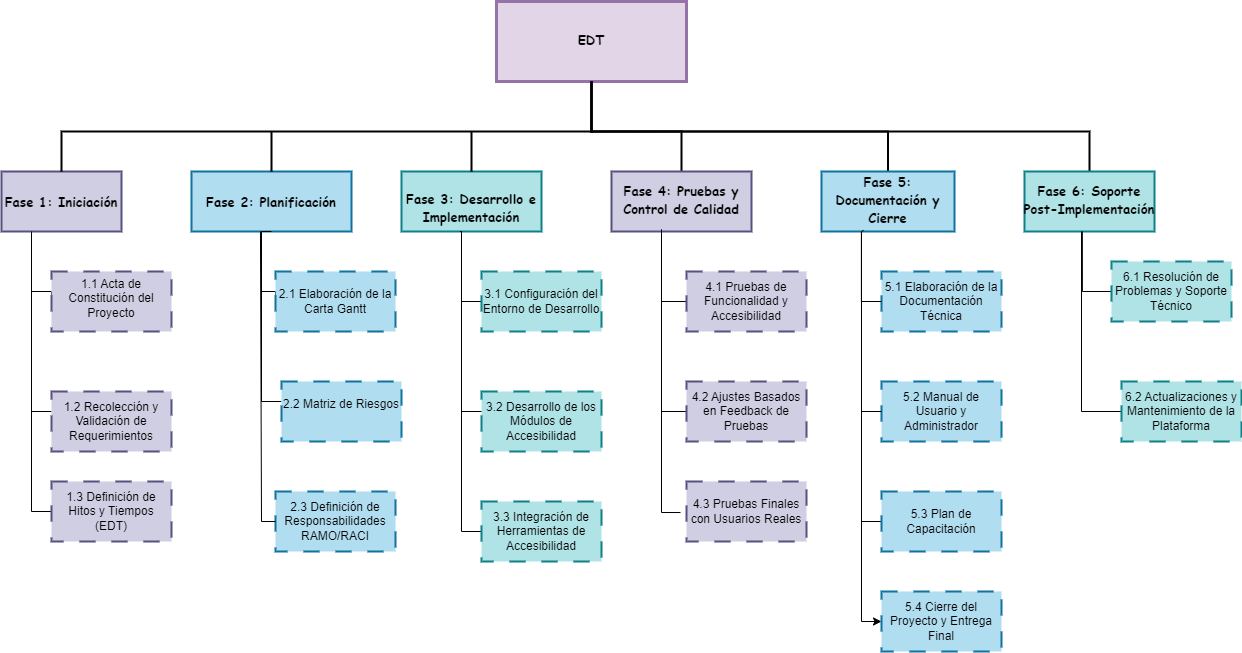 EDT
Fase 1: Iniciación
Fase 2: Planificación
Fase 3: Desarrollo e
Implementación
Fase 4: Pruebas y
Control de Calidad
Fase 5:
Documentación y
Cierre
Fase 6: Soporte
Post-Implementación
1.1 Acta de
Constitución del
Proyecto
1.2 Recolección y
Validación de
Requerimientos
1.3 Definición de
Hitos y Tiempos
(EDT)
2.1 Elaboración de la
Carta Gantt
2.2 Matriz de Riesgos
2.3 Definición de
Responsabilidades
RAMO/RACI
3.1 Configuración del
Entorno de Desarrollo
3.2 Desarrollo de los
Módulos de
Accesibilidad
3.3 Integración de
Herramientas de
Accesibilidad
4.1 Pruebas de
Funcionalidad y
Accesibilidad
4.2 Ajustes Basados
en Feedback de
Pruebas
4.3 Pruebas Finales
con Usuarios Reales
5.1 Elaboración de la
Documentación
Técnica
5.2 Manual de
Usuario y
Administrador
5.3 Plan de
Capacitación
5.4 Cierre del
Proyecto y Entrega
Final
6.1 Resolución de
Problemas y Soporte
Técnico
6.2 Actualizaciones y
Mantenimiento de la
Plataforma